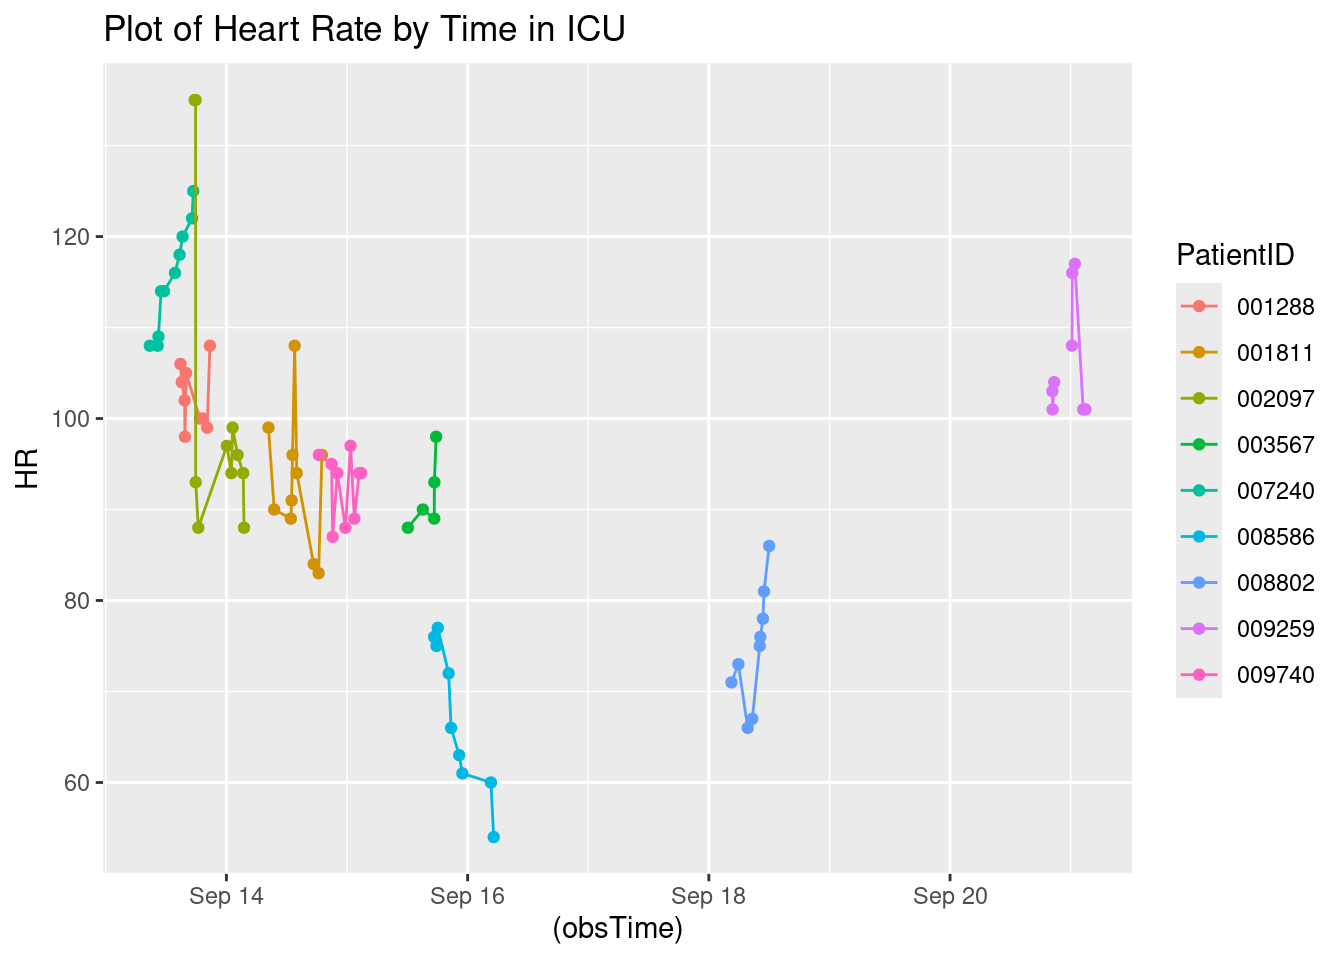 Plot of Heart Rate by Time in ICU
HR
120
100
80
60
Sep 14
Sep 16
Sep 18
Sep 20
(obsTime)
PatientID
001288
001811
002097
003567
007240
008586
008802
009259
009740